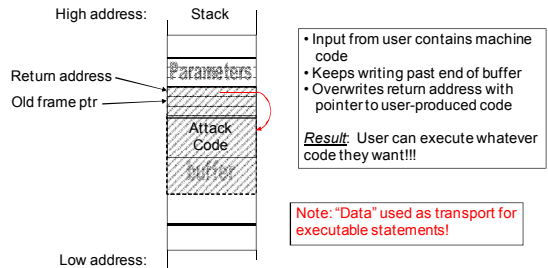 High address:
Stack
Parameters
Return address
Old frame ptr
Attack
Code
buffer
Low address:
• Input from user contains machine
code
• Keeps writing past end of buffer
• Overwrites return address with
pointer to user-produced code
Result: User can execute whatever
code they want!!!
Note: “Data” used as transport for
executable statements!